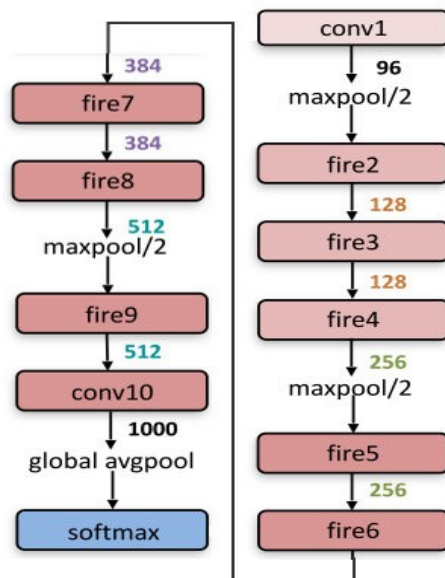 conv1
96
maxpool/2
fire2
128
fire3
128
fire4
256
maxpool/2
fire5
256
fire6
384
fire7
384
fire8
512
maxpool/2
fire9
512
conv10
1000
global avgpool
softmax